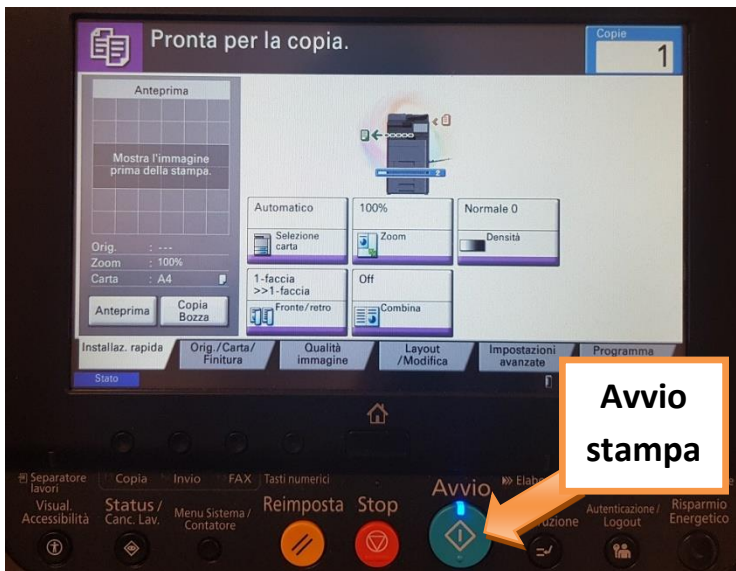 Pronta per la copia.
Copie
1
Anteprima
Mostra l'immagine
prima della stampa.
Orig. : ---
Zoom : 100%
Carta : A4
Anteprima
Copia
Bozza
2
Automatico
Selezione
carta
100%
Zoom
Normale 0
Densità
1-faccia
>>1-faccia
Fronte/retro
Off
Combina
Installaz. rapida
Orig./Carta/
Finitura
Qualità
immagine
Layout
/Modifica
Impostazioni
avanzate
Programma
Stato
Avvio
stampa
Separatore
lavori
Copia
Invio
FAX
Tasti numerici
Visual.
Accessibilità
Status /
Canc. Lav.
Menu Sistema /
Contatore
Reimposta
Stop
Avvio
Autenticazione /
Logout
Risparmio
Energetico